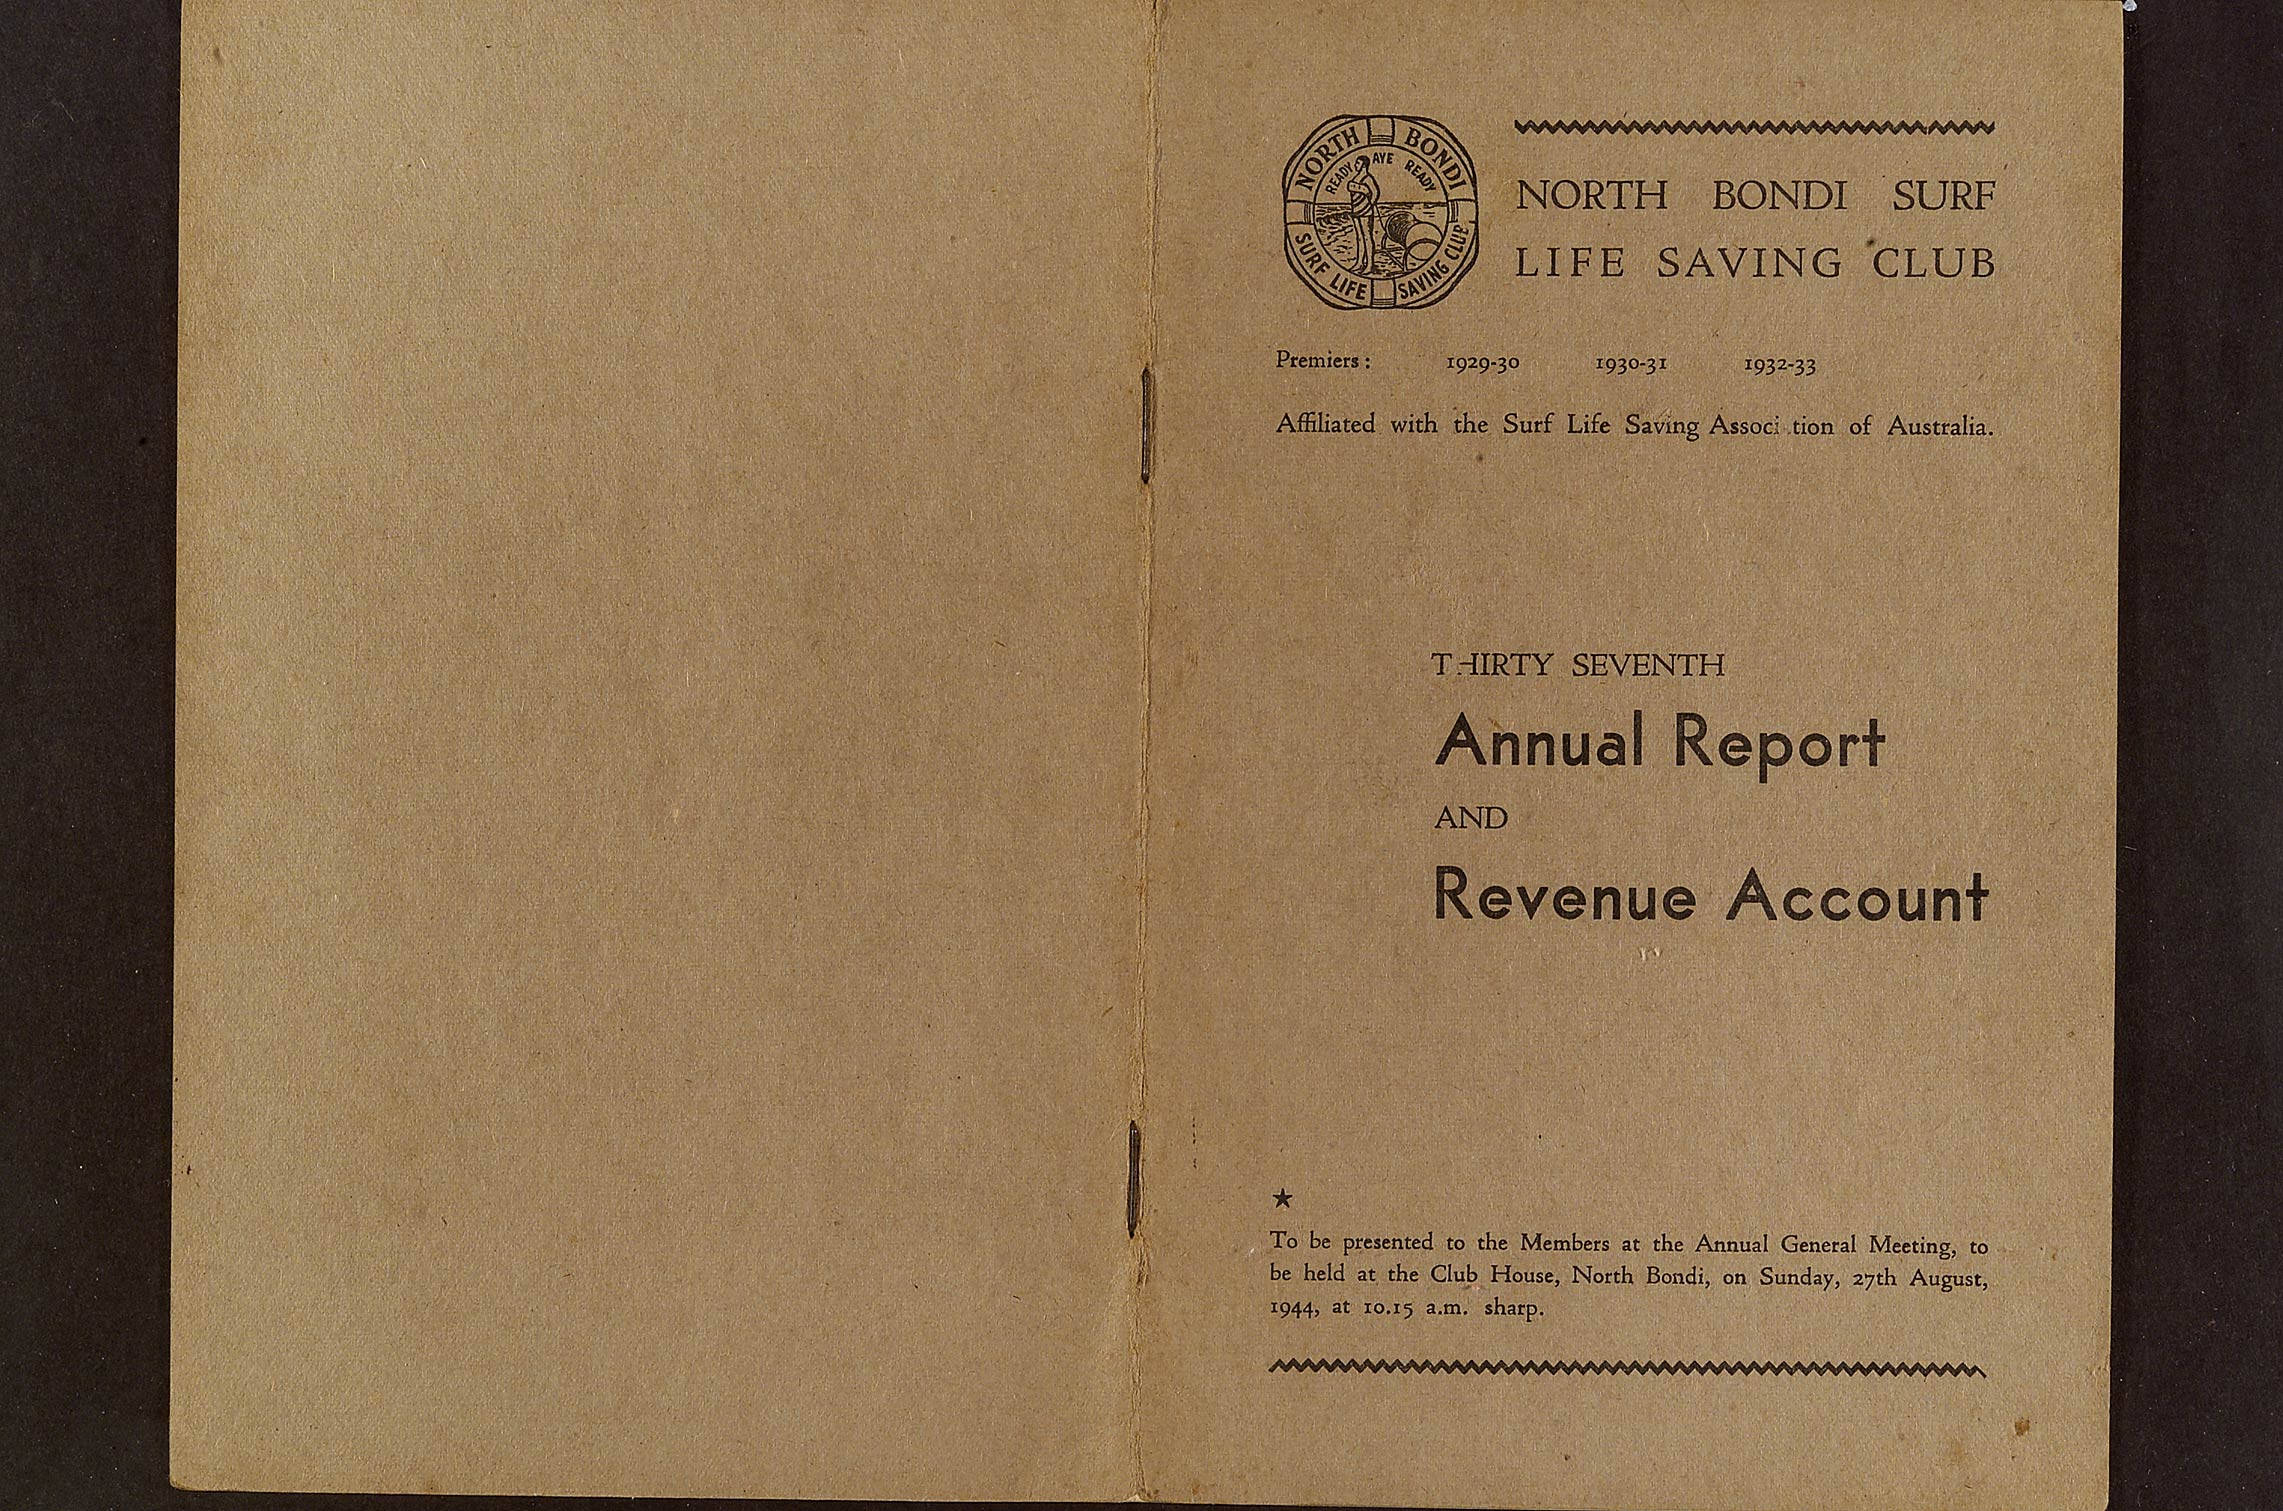 NORTH BONDI
READY AYE READY
SURF LIFE SAVING CLUB
NORTH BONDI SURF
LIFE SAVING CLUB
Premiers: 1929-30 1930-31 1932-33
Affiliated with the Surf Life Saving Associ tion of Australia.
THIRTY SEVENTH
Annual Report
AND
Revenue Account
★
To be presented to the Members at the Annual General Meeting, to
be held at the Club House, North Bondi, on Sunday, 27th August,
1944, at 10.15 a.m. sharp.